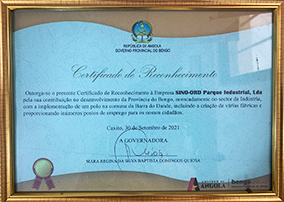 REPÚBLICA DE ANGOLA
GOVERNO PROVINCIAL DO BENGO
Certificado de Reconhecimento
Outorga-se o presente Certificado de Reconhecimento à Empresa SINO-ORD Parque Industrial, Lda
pela sua contribuição no desenvolvimento da Província do Bengo, nomeadamente no sector da Indústria,
com a implementação de um polo na comuna da Barra do Dande, incluindo a criação de várias fábricas e
proporcionando inúmeros postos de emprego para os nossos cidadãos.
Caxito, 30 de Setembro de 2021
A GOVERNADORA
MARA REGINA DA SILVA BAPTISTA DOMINGOS QUIOSA
ANGOLA